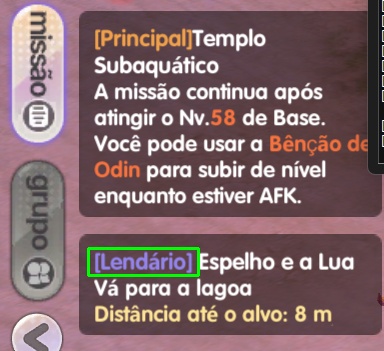 missão
[Principal]Templo
Subaquático
A missão continua após
atingir o Nv.58 de Base.
Você pode usar a Bênção de
Odin para subir de nível
enquanto estiver AFK.
grupo
[Lendário] Espelho e a Lua
Vá para a lagoa
Distância até o alvo: 8 m